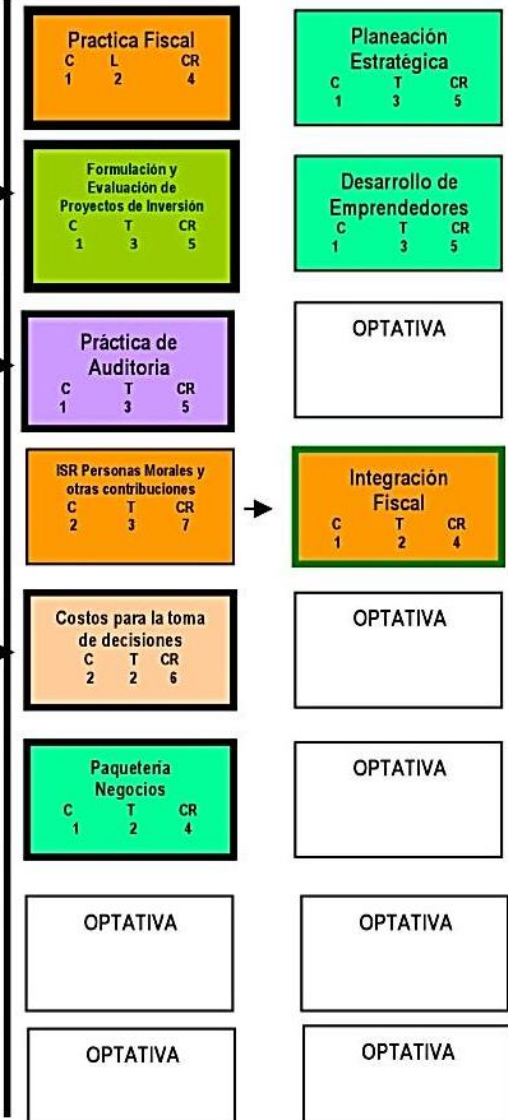 Practica Fiscal
C L CR
1 2 4
Formulación y
Evaluación de
Proyectos de Inversión
C T CR
1 3 5
Práctica de
Auditoria
C T CR
1 3 5
ISR Personas Morales y
otras contribuciones
C T CR
2 3 7
Costos para la toma
de decisiones
C T CR
2 2 6
Paquetería
Negocios
C T CR
1 2 4
OPTATIVA
OPTATIVA
Planeación
Estratégica
C T CR
1 3 5
Desarrollo de
Emprendedores
C T CR
1 3 5
OPTATIVA
Integración
Fiscal
C T CR
1 2 4
OPTATIVA
OPTATIVA
OPTATIVA
OPTATIVA